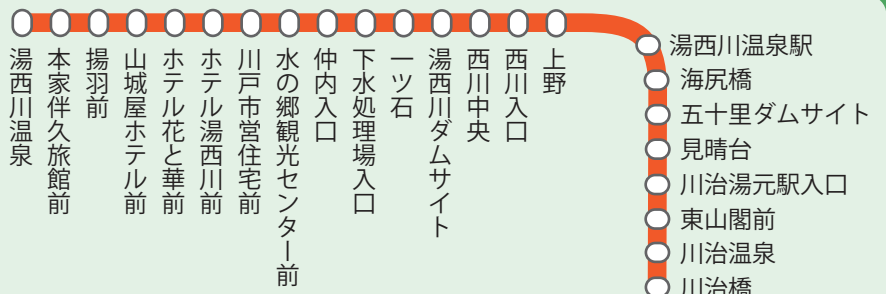 湯西川温泉
本家伴久旅館前
揚羽前
山城屋ホテル前
ホテル花と華前
ホテル湯西川前
川戸市営住宅前
水の郷観光センター前
仲内入口
下水処理場入口
一ツ石
湯西川ダムサイト
西川中央
西川入口
上野
湯西川温泉駅
海尻橋
五十里ダムサイト
見晴台
川治湯元駅入口
東山閣前
川治温泉
川治橋